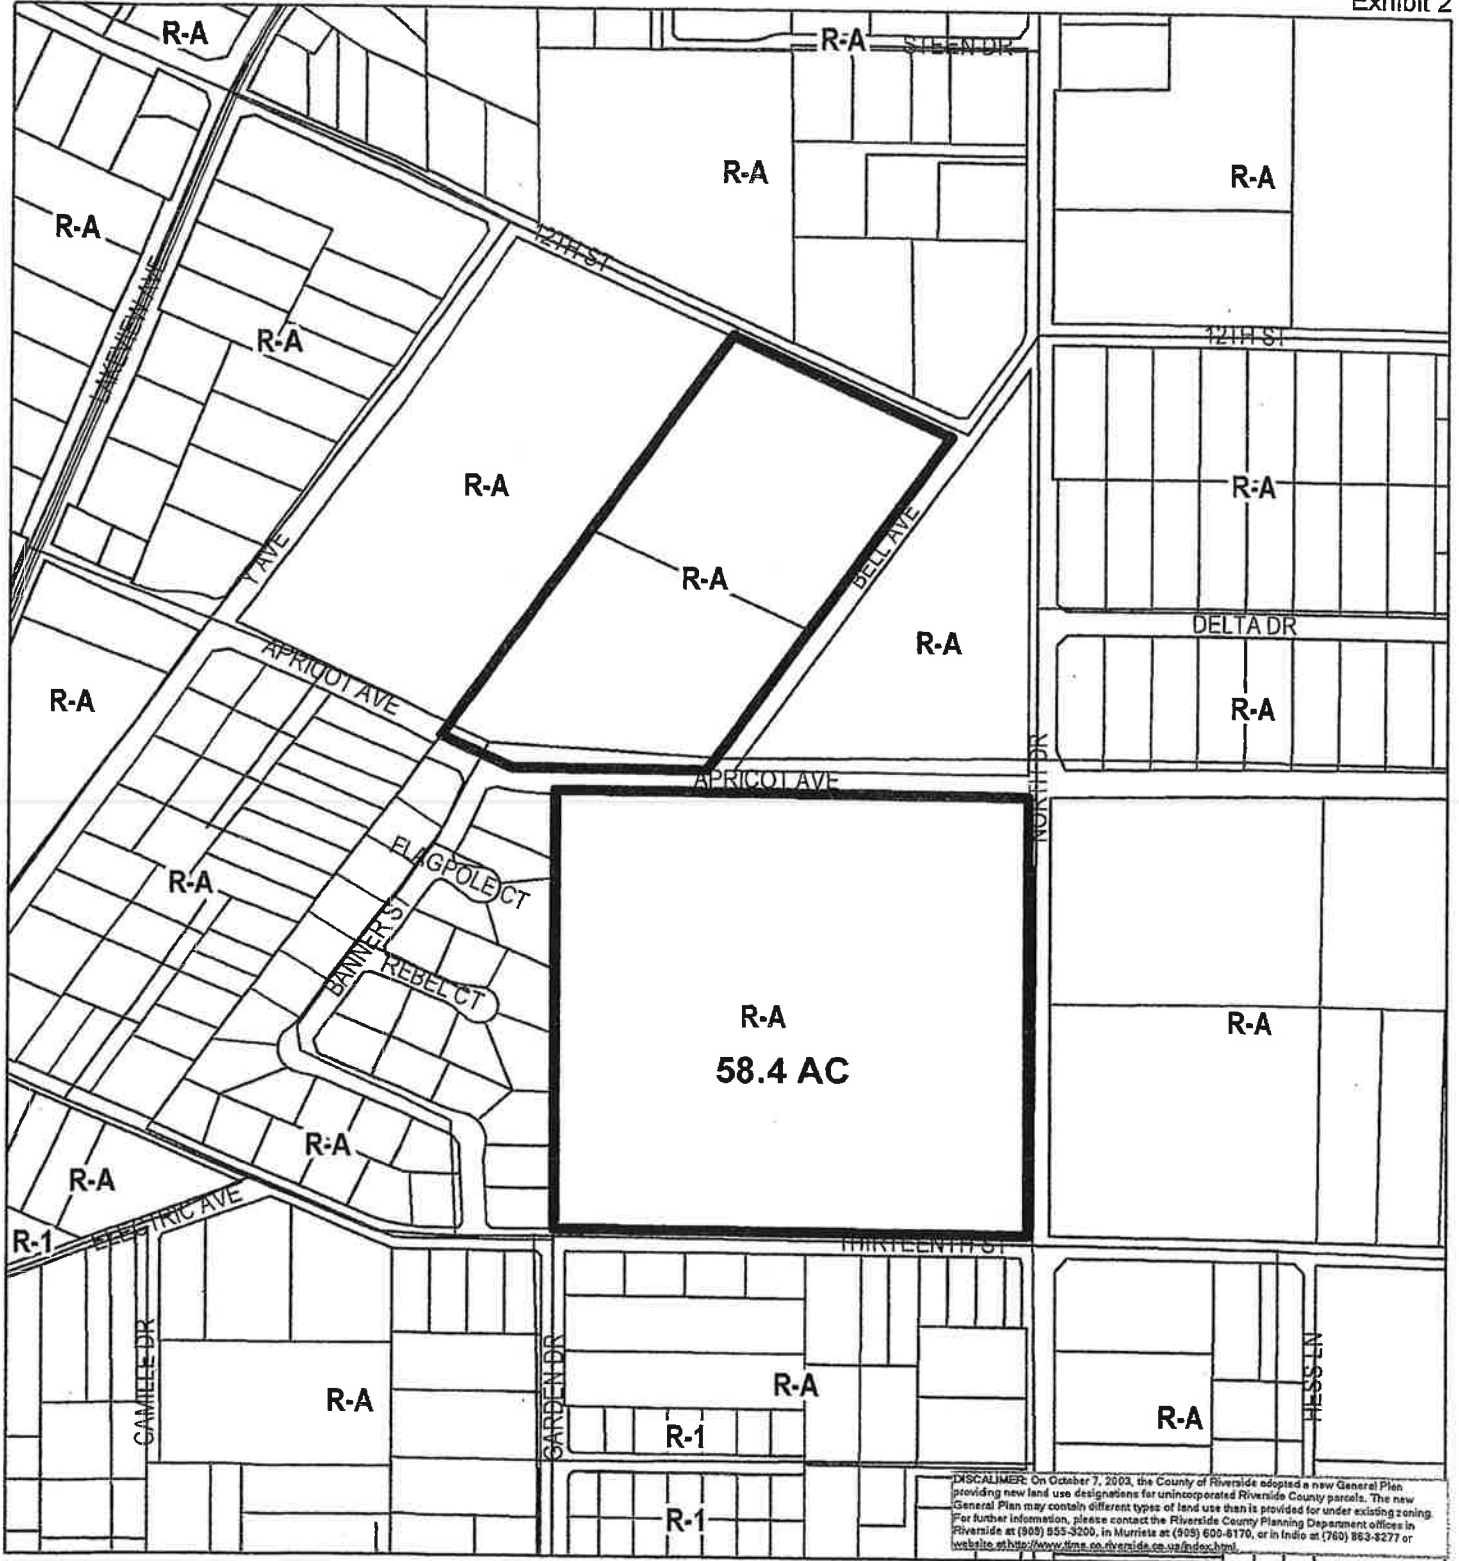 Exhibit 2
R-A
R-A
STEEN DR
R-A
R-A
R-A
12TH ST
LAKEVIEW AVE
R-A
12TH ST
R-A
R-A
BELL AVE
Y AVE
R-A
R-A
DELTA DR
APRICOT AVE
R-A
R-A
NORTH DR
APRICOT AVE
FLAGPOLE CT
R-A
BANNER ST
REBEL CT
R-A
58.4 AC
R-A
R-A
R-A
ELECTRIC AVE
R-1
THIRTEENTH ST
CAMILLE DR
GARDEN DR
HESS LN
R-A
R-A
R-A
R-1
R-1
DISCALIMER: On October 7, 2003, the County of Riverside adopted a new General Plan
providing new land use designations for unincorporated Riverside County parcels. The new
General Plan may contain different types of land use than is provided for under existing zoning.
For further information, please contact the Riverside County Planning Department offices in
Riverside at (909) 955-3200, in Murrieta at (909) 600-6170, or in Indio at (760) 863-8277 or
website at http://www.tlma.co.riverside.ca.us/index.html.